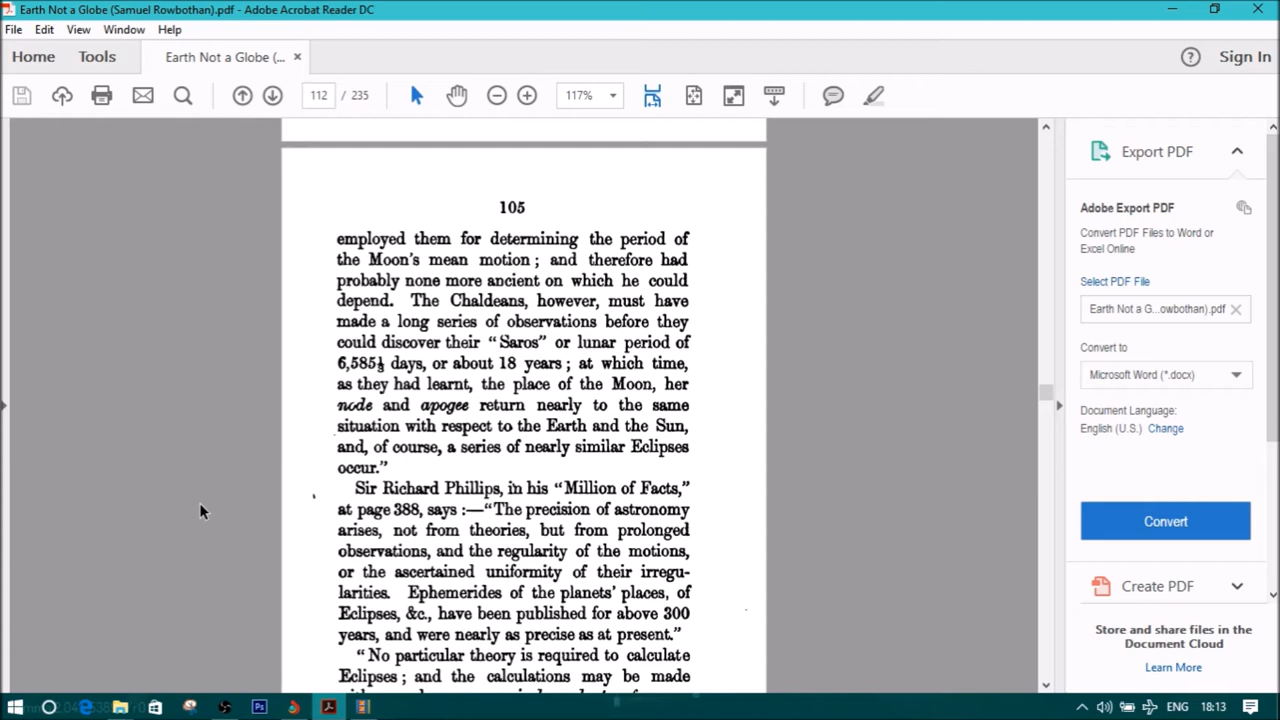 Earth Not a Globe (Samuel Rowbothan).pdf - Adobe Acrobat Reader DC
File Edit View Window Help
Home Tools Earth Not a Globe (... × Sign In
112 / 235 117%
105
employed them for determining the period of
the Moon's mean motion ; and therefore had
probably none more ancient on which he could
depend. The Chaldeans, however, must have
made a long series of observations before they
could discover their "Saros" or lunar period of
6,585⅓ days, or about 18 years ; at which time,
as they had learnt, the place of the Moon, her
node and apogee return nearly to the same
situation with respect to the Earth and the Sun,
and, of course, a series of nearly similar Eclipses
occur."
Sir Richard Phillips, in his "Million of Facts,"
at page 388, says :—"The precision of astronomy
arises, not from theories, but from prolonged
observations, and the regularity of the motions,
or the ascertained uniformity of their irregu-
larities. Ephemerides of the planets' places, of
Eclipses, &c., have been published for above 300
years, and were nearly as precise as at present."
"No particular theory is required to calculate
Eclipses ; and the calculations may be made
Export PDF
Adobe Export PDF
Convert PDF Files to Word or
Excel Online
Select PDF File
Earth Not a G...owbothan).pdf
Convert to
Microsoft Word (*.docx)
Document Language:
English (U.S.) Change
Convert
Create PDF
Store and share files in the
Document Cloud
Learn More
ENG 18:13